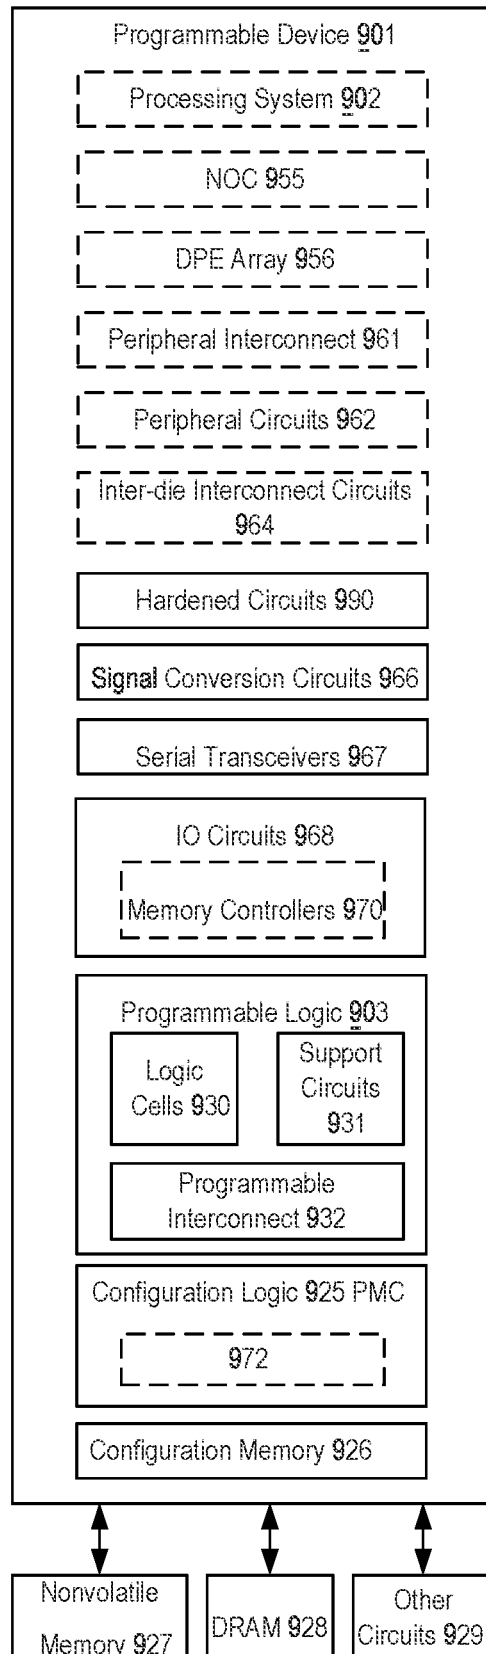 Programmable Device 901
Processing System 902
NOC 955
DPE Array 956
Peripheral Interconnect 961
Peripheral Circuits 962
Inter-die Interconnect Circuits
964
Hardened Circuits 990
Signal Conversion Circuits 966
Serial Transceivers 967
IO Circuits 968
Memory Controllers 970
Programmable Logic 903
Logic
Cells 930
Support
Circuits
931
Programmable
Interconnect 932
Configuration Logic 925 PMC
972
Configuration Memory 926
Nonvolatile
Memory 927
DRAM 928
Other
Circuits 929